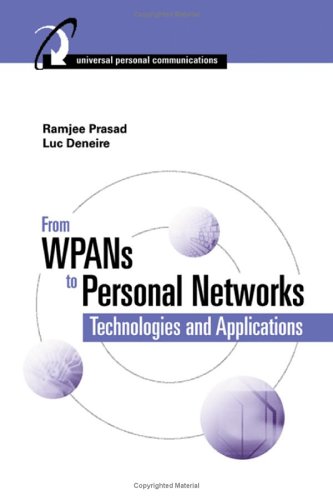 universal personal communications
Ramjee Prasad
Luc Deneire
From
WPANs
to Personal Networks
Technologies and Applications
Copyrighted Material